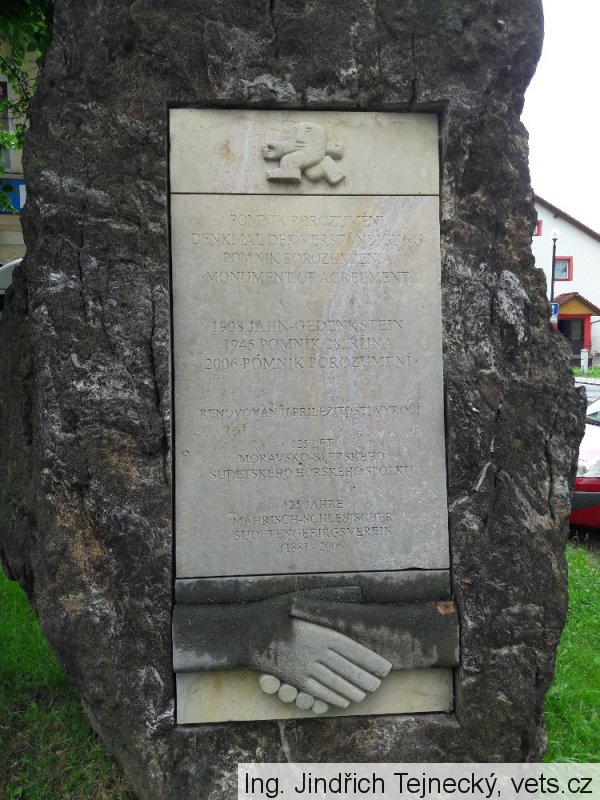 POMNÍK POROZUMĚNÍ
DENKMAL DER VERSTÄNDIGUNG
POMNIK POROZUMIENIA
MONUMENT OF AGREEMENT
1908 JAHN-GEDENKSTEIN
1945 POMNÍK 28. ŘÍJNA
2006 POMNÍK POROZUMĚNÍ
RENOVOHÁN U PŘÍLEŽITOSTI VÝROČÍ
125 LET
MORAVSKO-SLEZSKÉHO
SUDETSKÉHO HORSKÉHO SPOLKU
125 JAHRE
MÄHRISCH-SCHLESISCHER
SUDETENGEBIRGSVEREIN
(1881 - 2006)
Ing. Jindřich Tejnecký, vets.cz